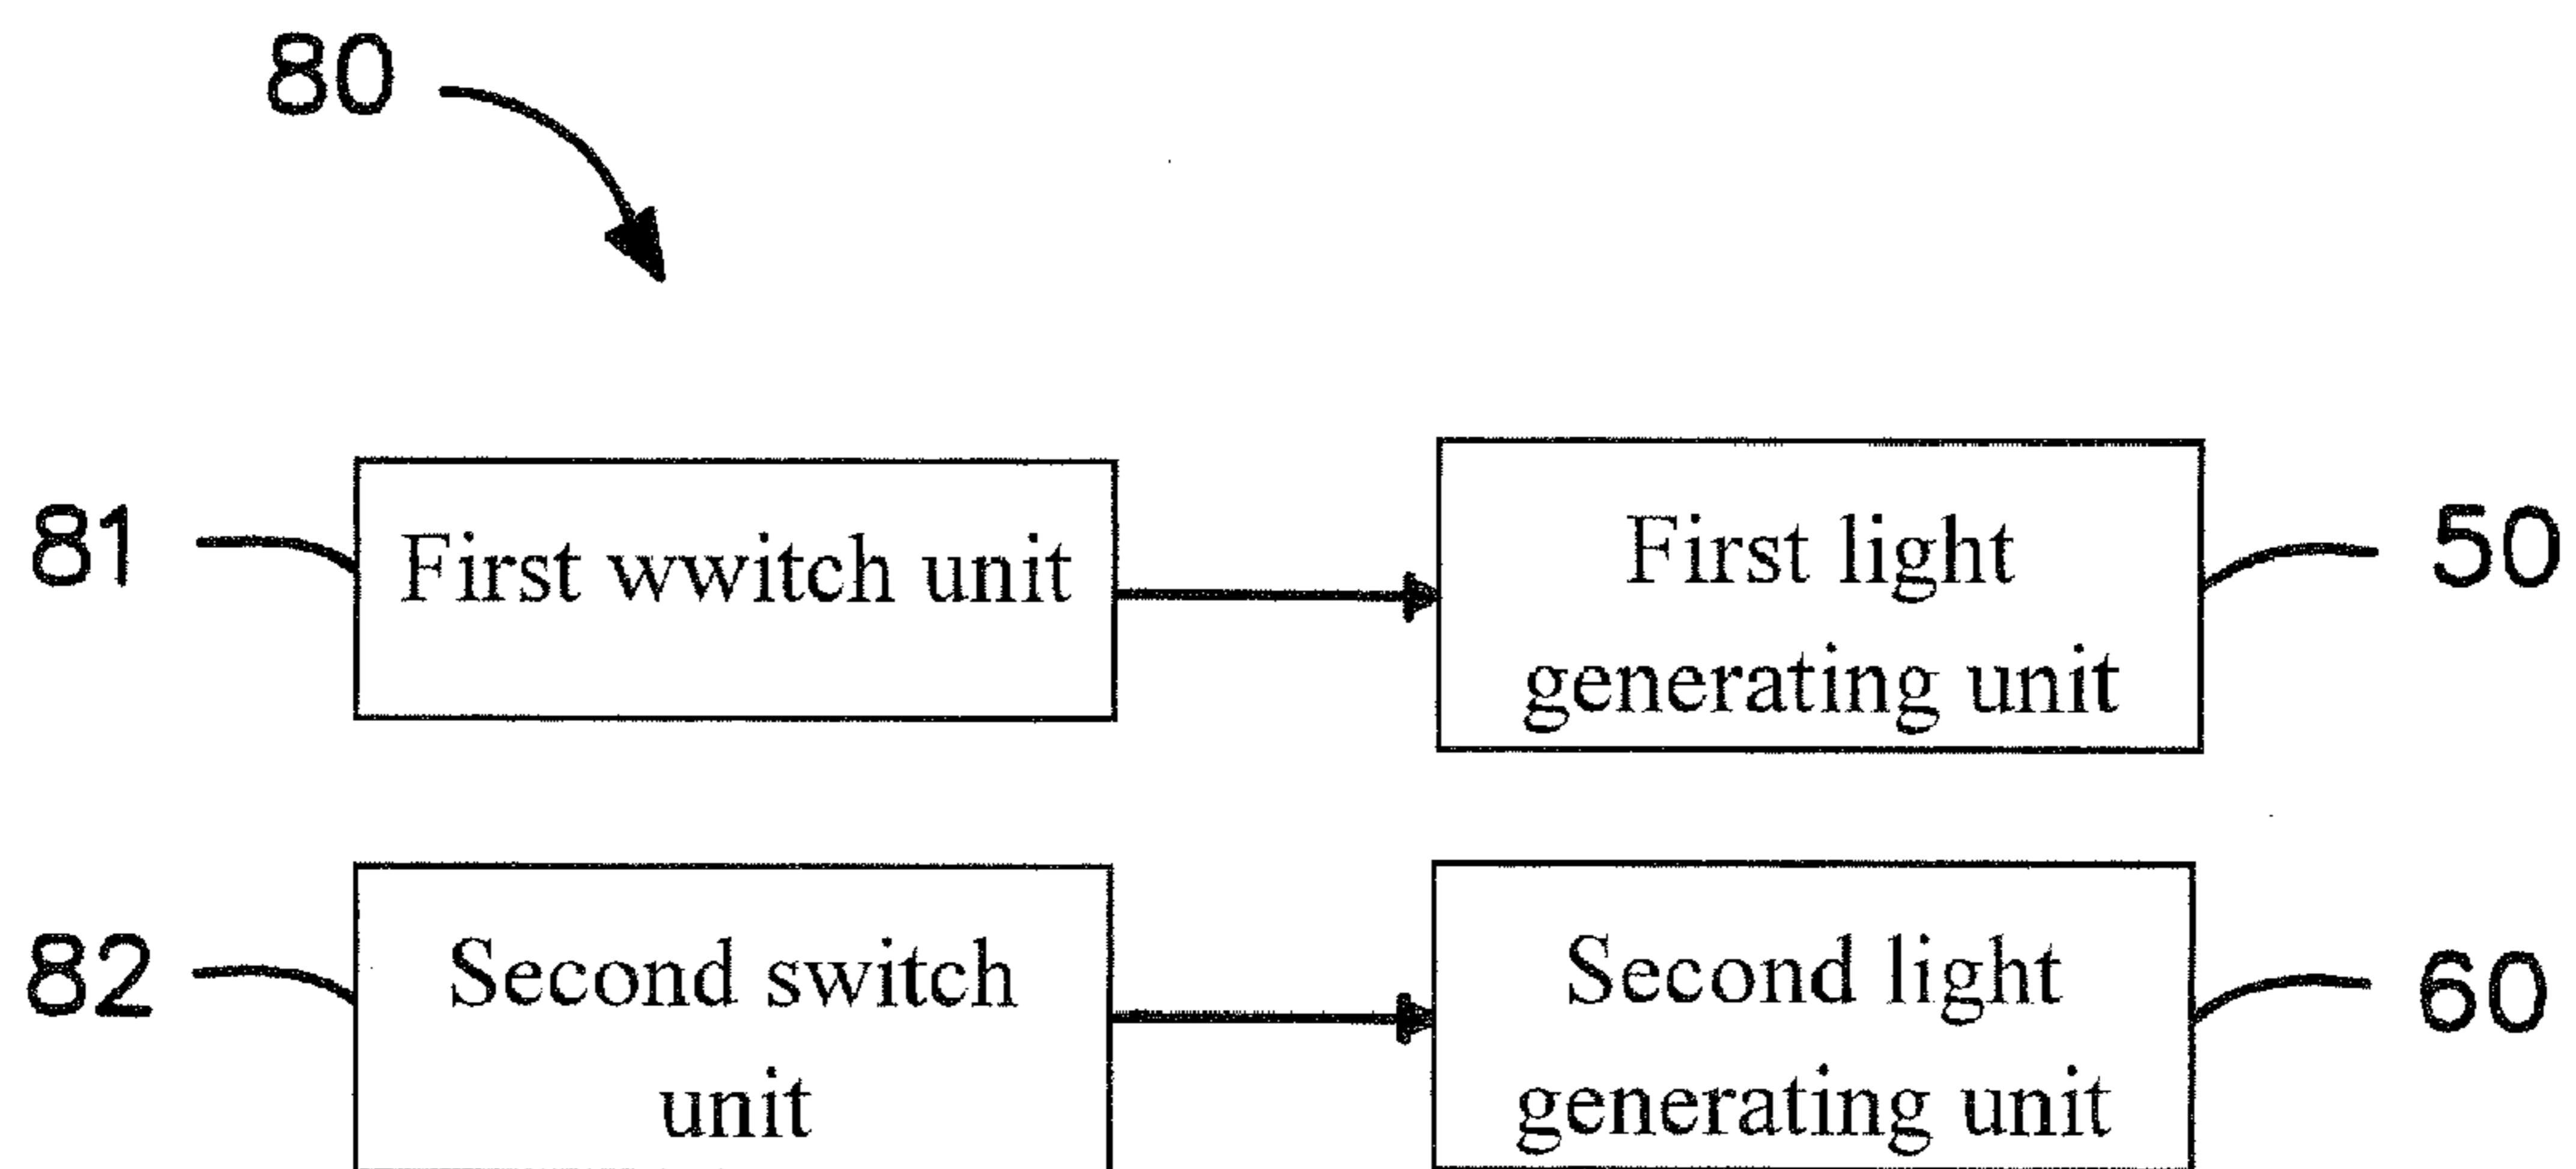 80
81
First wwitch unit
First light
generating unit
50
82
Second switch
unit
Second light
generating unit
60